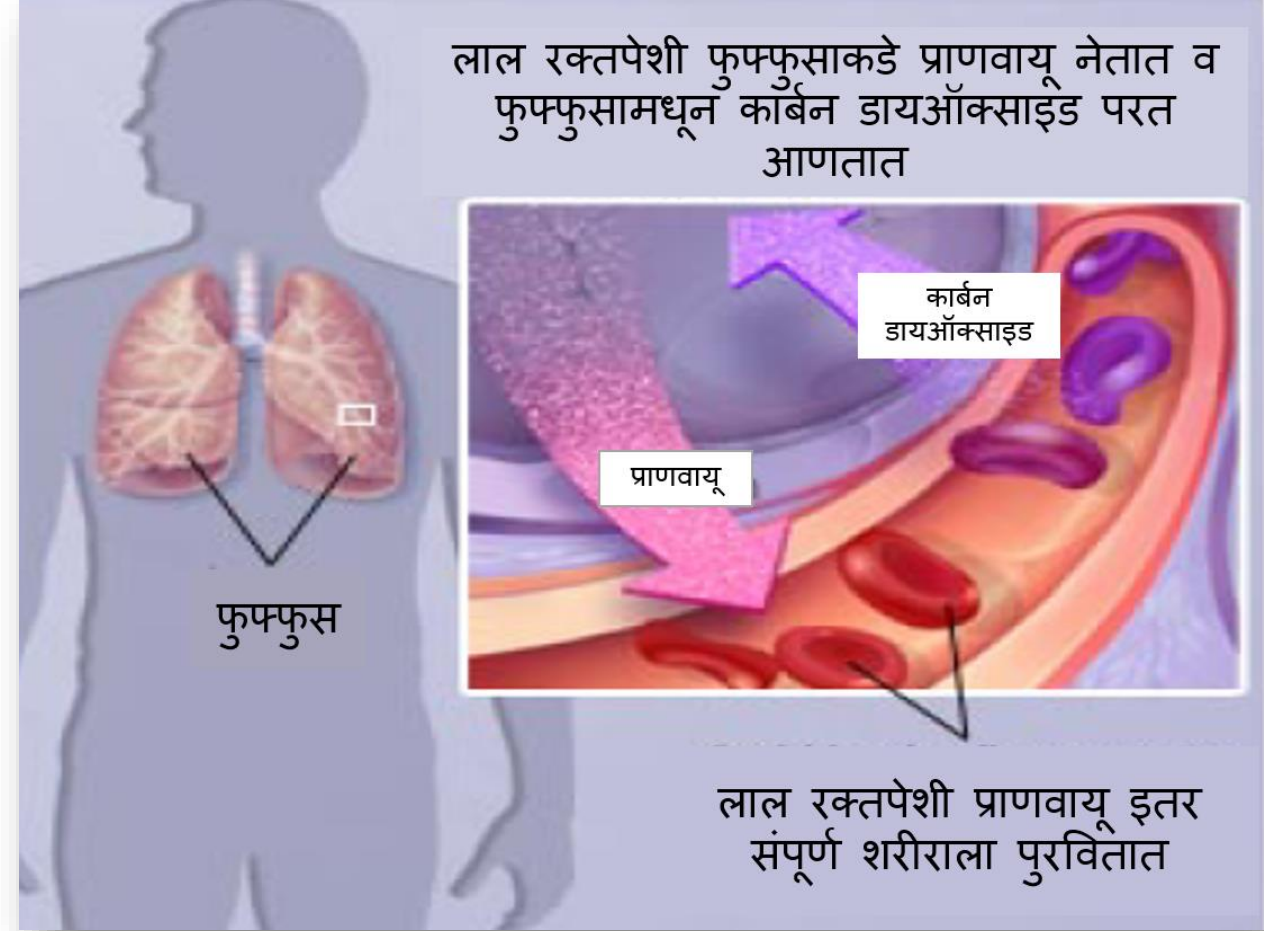 लाल रक्तपेशी फुफ्फुसाकडे प्राणवायू नेतात व
फुफ्फुसामधून कार्बन डायऑक्साइड परत
आणतात
कार्बन
डायऑक्साइड
प्राणवायू
फुफ्फुस
लाल रक्तपेशी प्राणवायू इतर
संपूर्ण शरीराला पुरवितात